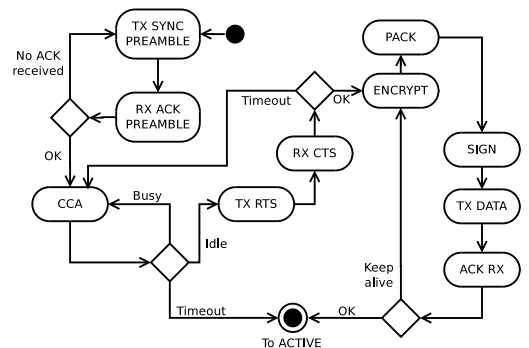 TX SYNC
PREAMBLE
No ACK
received
RX ACK
PREAMBLE
OK
CCA
Busy
Idle
Timeout
TX RTS
RX CTS
Timeout
OK
PACK
ENCRYPT
SIGN
TX DATA
ACK RX
Keep
alive
OK
To ACTIVE